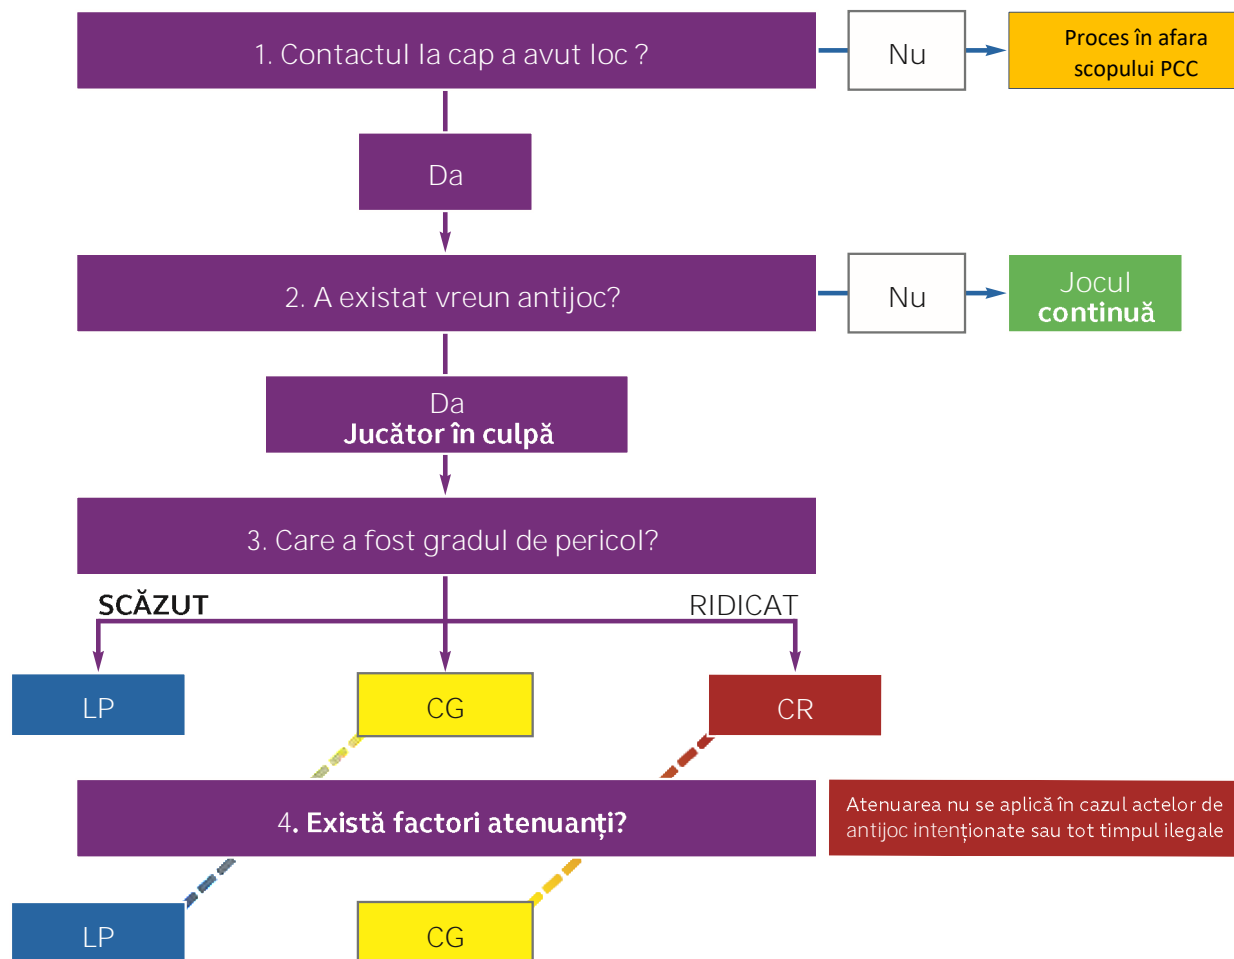 1. Contactul la cap a avut loc ?
Nu
Proces în afara
scopului PCC
Da
2. A existat vreun antijoc?
Nu
Jocul
continuă
Da
Jucător în culpă
3. Care a fost gradul de pericol?
SCĂZUT
RIDICAT
LP
CG
CR
4. Există factori atenuanți?
Atenuarea nu se aplică în cazul actelor de
antijoc intenționate sau tot timpul ilegale
LP
CG